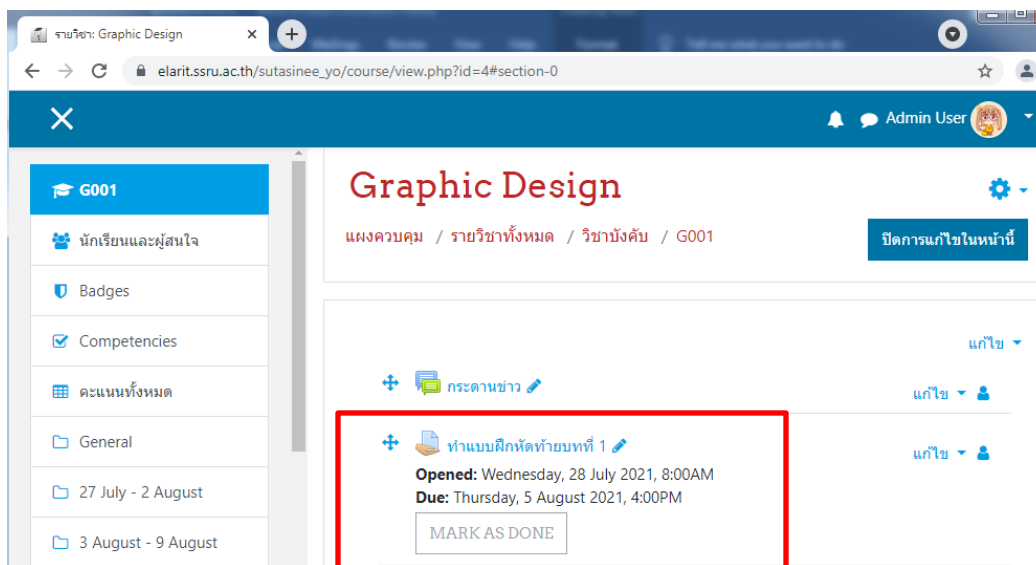 รายวิชา: Graphic Design
elarit.ssru.ac.th/sutasinee_yo/course/view.php?id=4#section-0
Admin User
G001
นักเรียนและผู้สนใจ
Badges
Competencies
คะแนนทั้งหมด
General
27 July - 2 August
3 August - 9 August
Graphic Design
แผงควบคุม / รายวิชาทั้งหมด / วิชาบังคับ / G001
ปิดการแก้ไขในหน้านี้
แก้ไข
กระดานข่าว
แก้ไข
ทำแบบฝึกหัดท้ายบทที่ 1
แก้ไข
Opened: Wednesday, 28 July 2021, 8:00AM
Due: Thursday, 5 August 2021, 4:00PM
MARK AS DONE